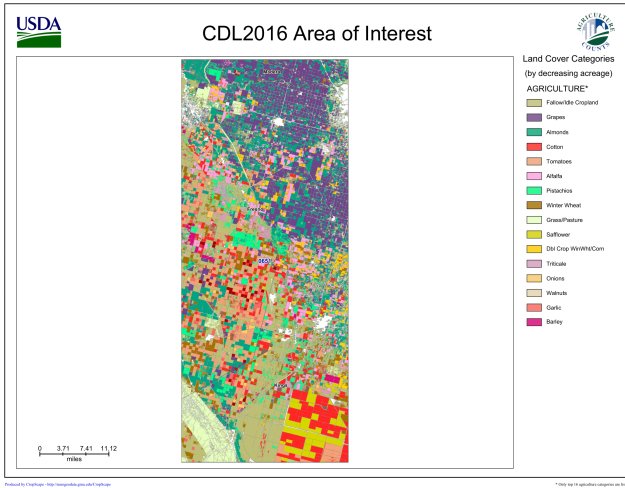 USDA
CDL2016 Area of Interest
AGRICULTURE
COUNTS
Land Cover Categories
(by decreasing acreage)
AGRICULTURE*
Fallow/Idle Cropland
Grapes
Almonds
Cotton
Tomatoes
Alfalfa
Pistachios
Winter Wheat
Grass/Pasture
Safflower
Dbl Crop WinWht/Corn
Triticale
Onions
Walnuts
Garlic
Barley
Madera
Fresno
Kings
0 3.71 7.41 11.12
miles
Produced by CropScape - http://nassgeodata.gmu.edu/CropScape
* Only top 16 agriculture categories are